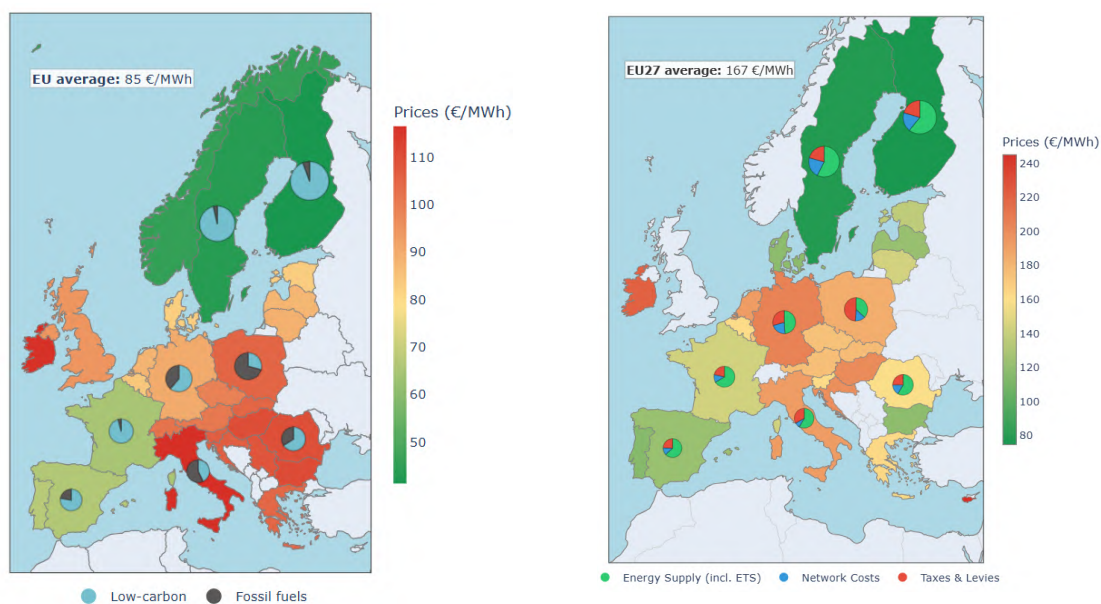 EU average: 85 €/MWh
Prices (€/MWh)
110
100
90
80
70
60
50
Low-carbon
Fossil fuels
EU27 average: 167 €/MWh
Prices (€/MWh)
240
220
200
180
160
140
120
100
80
Energy Supply (incl. ETS)
Network Costs
Taxes & Levies